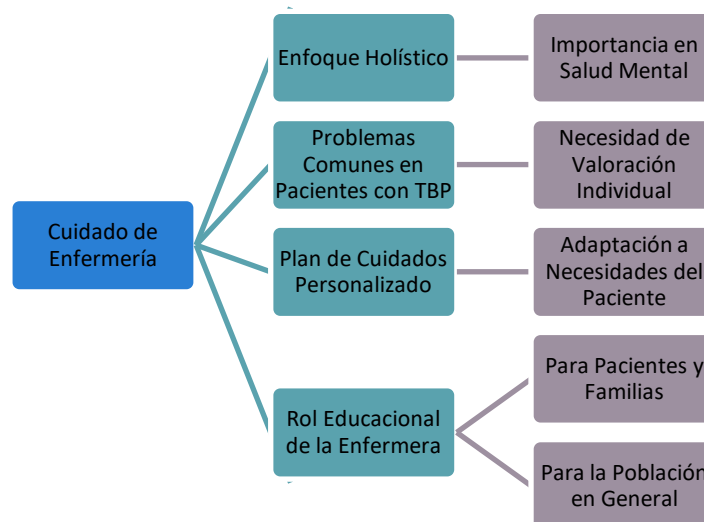 Enfoque Holístico
Importancia en
Salud Mental
Problemas
Comunes en
Pacientes con TBP
Necesidad de
Valoración
Individual
Cuidado de
Enfermería
Plan de Cuidados
Personalizado
Adaptación a
Necesidades del
Paciente
Rol Educacional
de la Enfermera
Para Pacientes y
Familias
Para la Población
en General